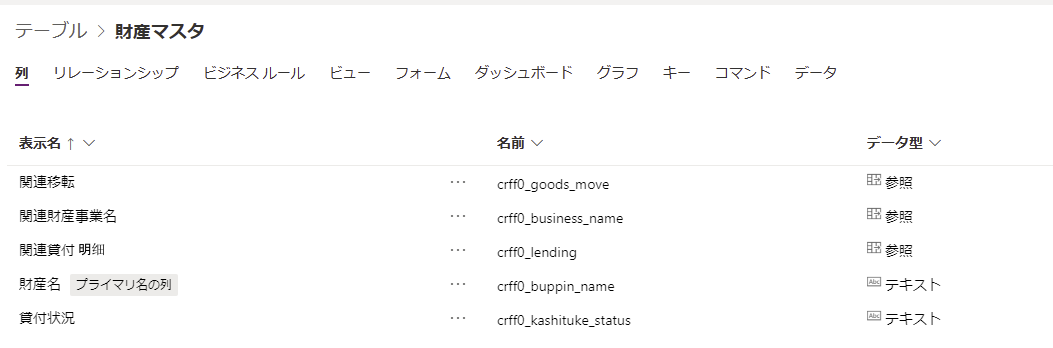 テーブル > 財産マスタ
列 リレーションシップ ビジネス ルール ビュー フォーム ダッシュボード グラフ キー コマンド データ
表示名 ↑ 名前 データ型
関連移転 ... crff0_goods_move 参照
関連財産事業名 ... crff0_business_name 参照
関連貸付 明细 ... crff0_lending 参照
財産名 プライマリ名の列 ... crff0_buppin_name Abc テキスト
貸付状況 ... crff0_kashituke_status Abc テキスト